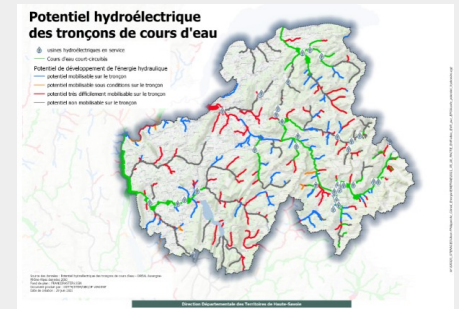 Potentiel hydroélectrique
des tronçons de cours d'eau
usines hydroélectriques en service
Cours d'eau court-circuités
Potentiel de développement de l'énergie hydraulique
potentiel mobilisable sur le tronçon
potentiel mobilisable sous conditions sur le tronçon
potentiel très difficilement mobilisable sur le tronçon
potentiel non mobilisable sur le tronçon
Direction Départementale des Territoires de Haute-Savoie